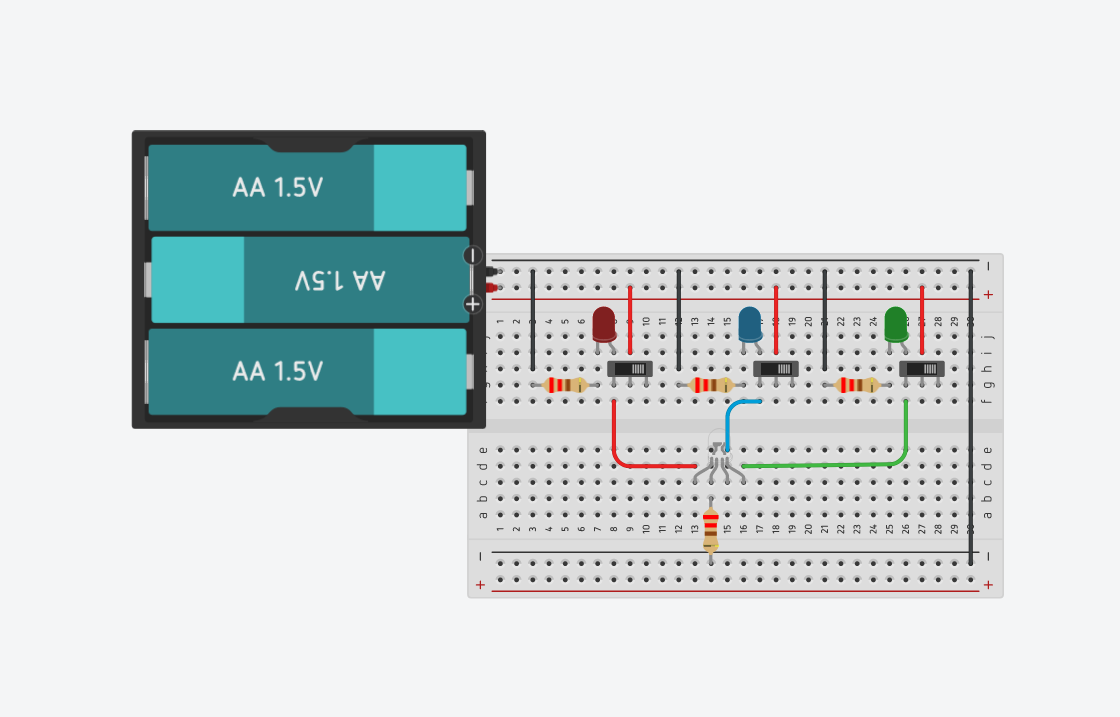 AA 1.5V
AA 1.5V
AA 1.5V
− +
− +
1 2 3 4 5 6 7 8 9 10 11 12 13 14 15 16 17 18 19 20 21 22 23 24 25 26 27 28 29 30
j
i
h
g
f
e e
d d
c c
b b
a a
1 2 3 4 5 6 7 8 9 10 11 12 13 14 15 16 17 18 19 20 21 22 23 24 25 26 27 28 29 30
− −
+ +